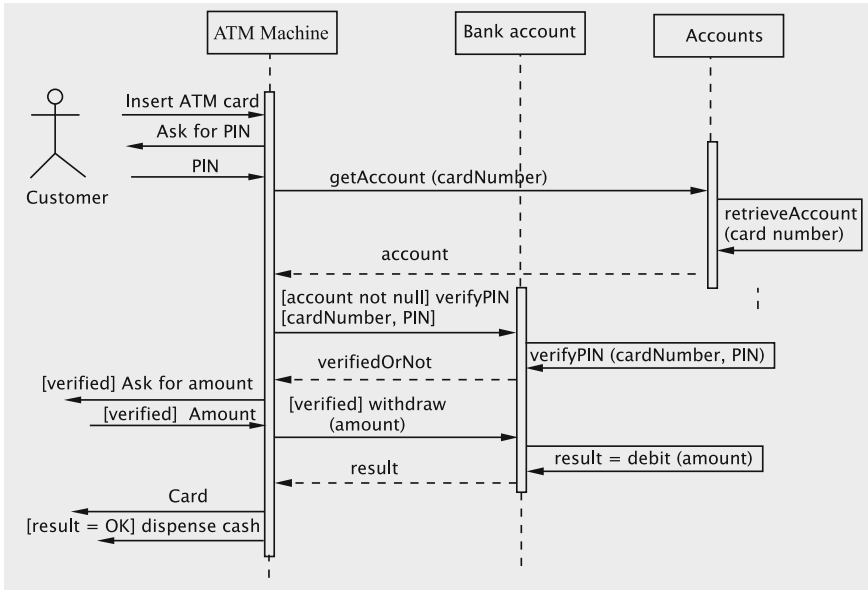 ATM Machine
Bank account
Accounts
Insert ATM card
Ask for PIN
PIN
Customer
getAccount (cardNumber)
retrieveAccount
(card number)
account
[account not null] verifyPIN
[cardNumber, PIN]
verifyPIN (cardNumber, PIN)
verifiedOrNot
[verified] Ask for amount
[verified] Amount
[verified] withdraw
(amount)
result = debit (amount)
result
Card
[result = OK] dispense cash